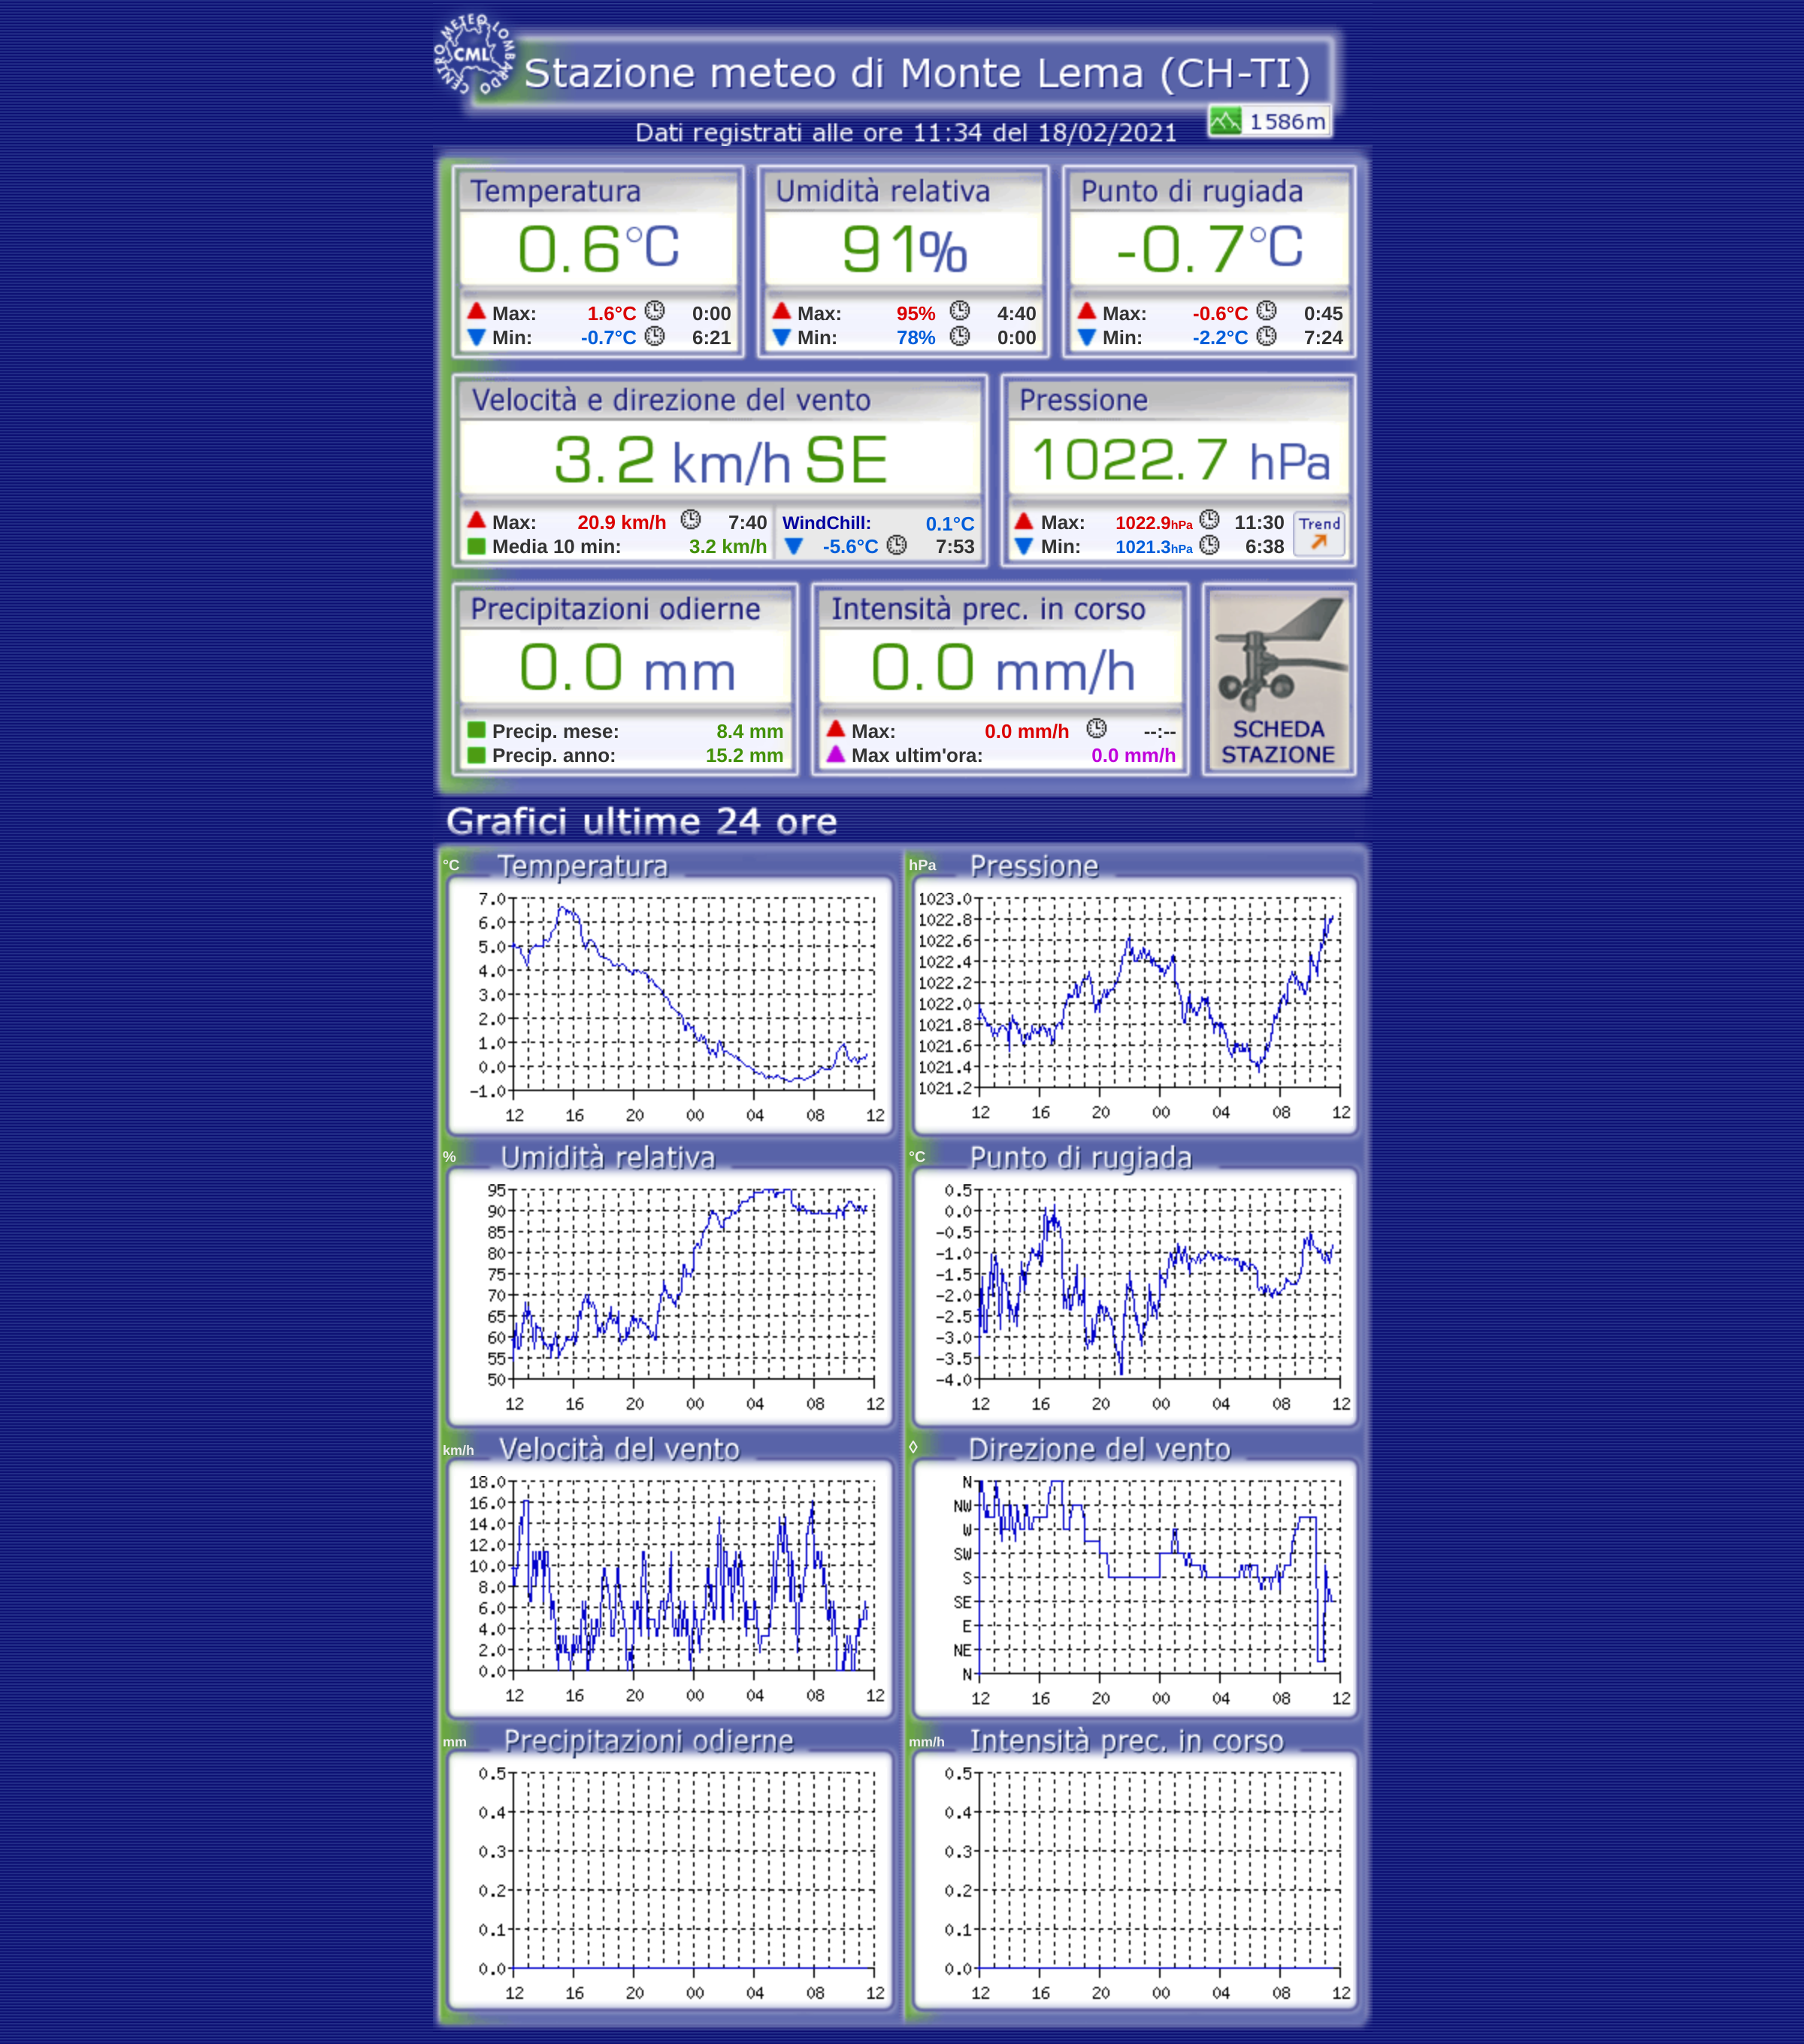 CENTRO METEO LOMBARDO
CML
Stazione meteo di Monte Lema (CH-TI)
1586m
Dati registrati alle ore 11:34 del 18/02/2021
Temperatura Umidità relativa Punto di rugiada
0.6°C 91% -0.7°C
Max: 1.6°C 0:00 Max: 95% 4:40 Max: -0.6°C 0:45
Min: -0.7°C 6:21 Min: 78% 0:00 Min: -2.2°C 7:24
Velocità e direzione del vento Pressione
3.2 km/h SE 1022.7 hPa
Max: 20.9 km/h 7:40 WindChill: 0.1°C Max: 1022.9hPa 11:30 Trend
Media 10 min: 3.2 km/h -5.6°C 7:53 Min: 1021.3hPa 6:38
Precipitazioni odierne Intensità prec. in corso
0.0 mm 0.0 mm/h
Precip. mese: 8.4 mm Max: 0.0 mm/h --:-- SCHEDA
Precip. anno: 15.2 mm Max ultim'ora: 0.0 mm/h STAZIONE
Grafici ultime 24 ore
°C Temperatura
7.0
6.0
5.0
4.0
3.0
2.0
1.0
0.0
-1.0
12 16 20 00 04 08 12
hPa Pressione
1023.0
1022.8
1022.6
1022.4
1022.2
1022.0
1021.8
1021.6
1021.4
1021.2
12 16 20 00 04 08 12
% Umidità relativa
95
90
85
80
75
70
65
60
55
50
12 16 20 00 04 08 12
°C Punto di rugiada
0.5
0.0
-0.5
-1.0
-1.5
-2.0
-2.5
-3.0
-3.5
-4.0
12 16 20 00 04 08 12
km/h Velocità del vento
18.0
16.0
14.0
12.0
10.0
8.0
6.0
4.0
2.0
0.0
12 16 20 00 04 08 12
◊ Direzione del vento
N
NW
W
SW
S
SE
E
NE
N
12 16 20 00 04 08 12
mm Precipitazioni odierne
0.5
0.4
0.3
0.2
0.1
0.0
12 16 20 00 04 08 12
mm/h Intensità prec. in corso
0.5
0.4
0.3
0.2
0.1
0.0
12 16 20 00 04 08 12